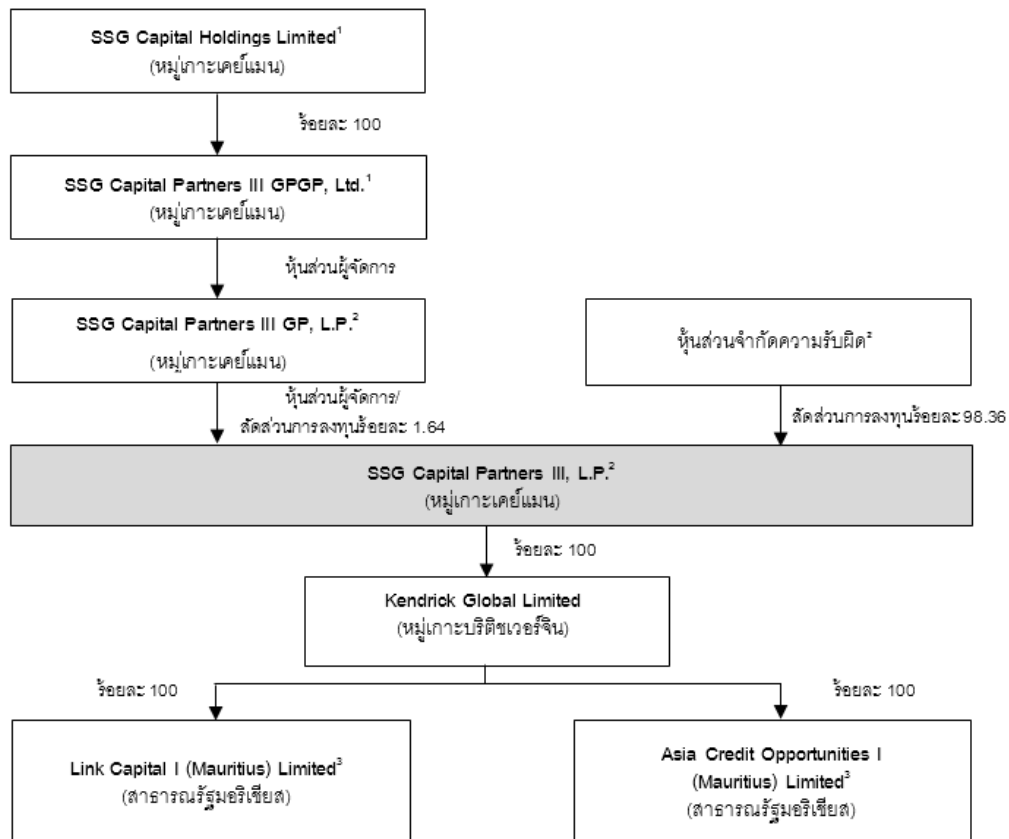 SSG Capital Holdings Limited¹
(หมู่เกาะเคย์แมน)
ร้อยละ 100
SSG Capital Partners III GPGP, Ltd.¹
(หมู่เกาะเคย์แมน)
หุ้นส่วนผู้จัดการ
SSG Capital Partners III GP, L.P.²
(หมู่เกาะเคย์แมน)
หุ้นส่วนจำกัดความรับผิด²
หุ้นส่วนผู้จัดการ/
สัดส่วนการลงทุนร้อยละ 1.64
สัดส่วนการลงทุนร้อยละ 98.36
SSG Capital Partners III, L.P.²
(หมู่เกาะเคย์แมน)
ร้อยละ 100
Kendrick Global Limited
(หมู่เกาะบริติชเวอร์จิน)
ร้อยละ 100
ร้อยละ 100
Link Capital I (Mauritius) Limited³
(สาธารณรัฐมอริเชียส)
Asia Credit Opportunities I
(Mauritius) Limited³
(สาธารณรัฐมอริเชียส)